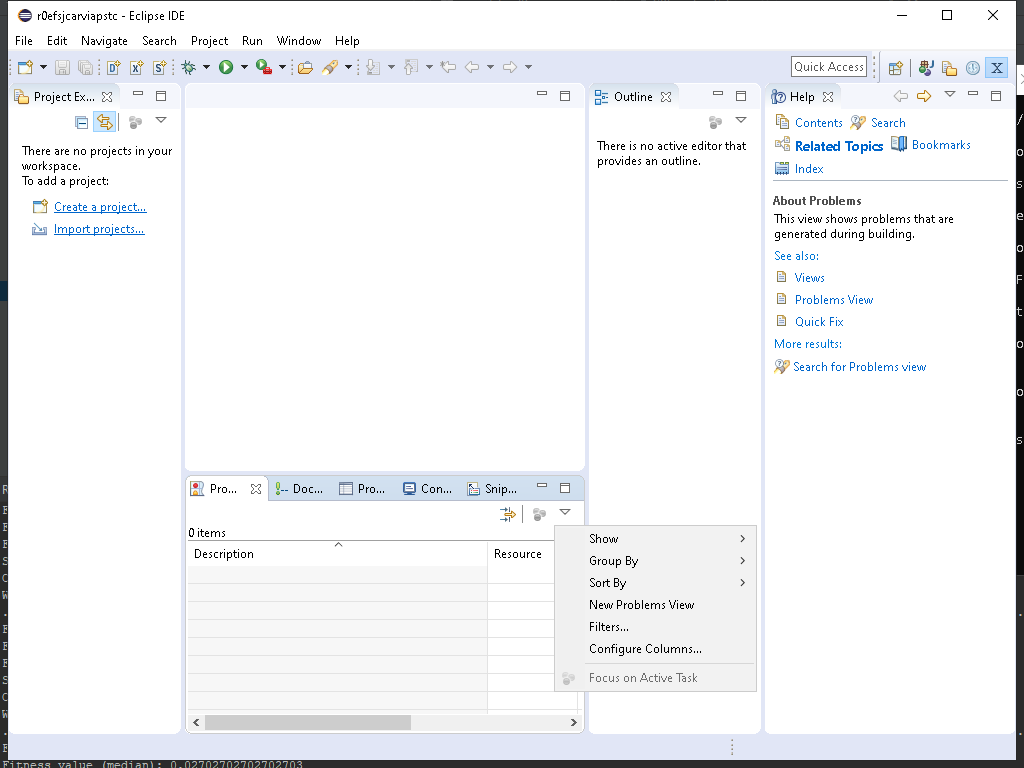 r0efsjcarviapstc - Eclipse IDE
File Edit Navigate Search Project Run Window Help
Quick Access
Project Ex...
There are no projects in your
workspace.
To add a project:
Create a project...
Import projects...
Outline
There is no active editor that
provides an outline.
Help
Contents Search
Related Topics Bookmarks
Index
About Problems
This view shows problems that are
generated during building.
See also:
Views
Problems View
Quick Fix
More results:
Search for Problems view
Pro... Doc... Pro... Con... Snip...
0 items
Description Resource
Show
Group By
Sort By
New Problems View
Filters...
Configure Columns...
Focus on Active Task
Fitness value (median): 0.02702702702702703